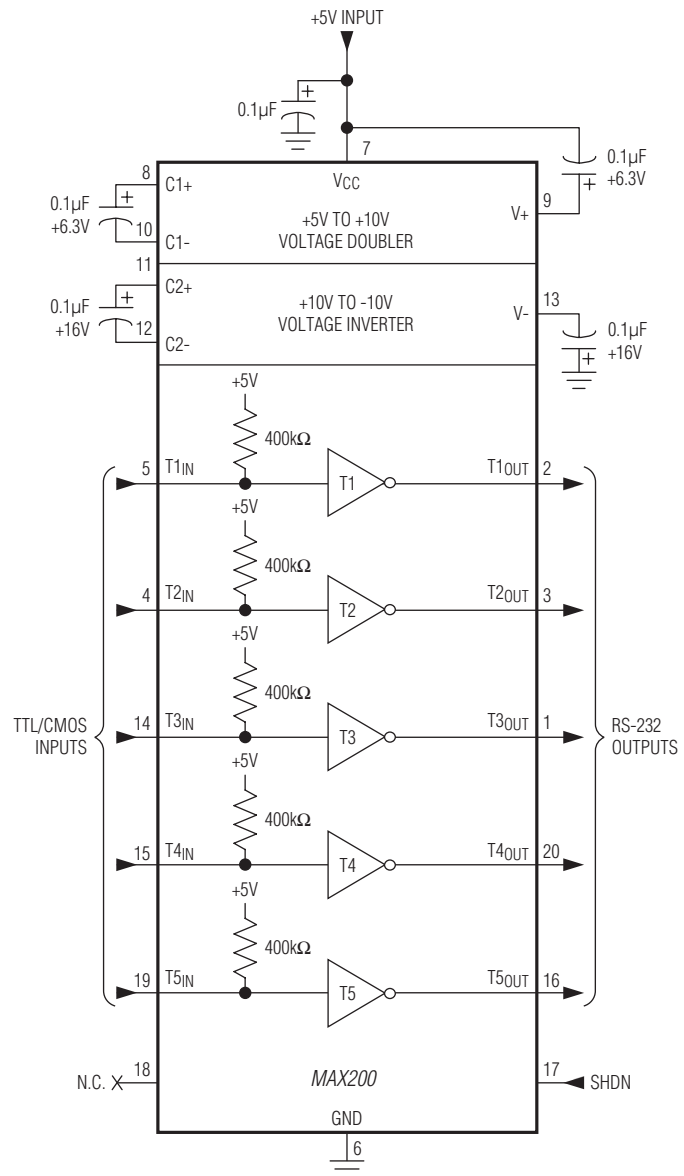 +5V INPUT
0.1µF
+
7
0.1µF
+6.3V
+
8
C1+
VCC
9
V+
0.1µF
+6.3V
+
10
C1-
+5V TO +10V
VOLTAGE DOUBLER
11
C2+
0.1µF
+16V
+
12
C2-
+10V TO -10V
VOLTAGE INVERTER
13
V-
0.1µF
+16V
+
+5V
400kΩ
5
T1IN
T1
T1OUT
2
+5V
400kΩ
4
T2IN
T2
T2OUT
3
+5V
400kΩ
TTL/CMOS
INPUTS
14
T3IN
T3
T3OUT
1
RS-232
OUTPUTS
+5V
400kΩ
15
T4IN
T4
T4OUT
20
+5V
400kΩ
19
T5IN
T5
T5OUT
16
N.C.
18
MAX200
17
SHDN
GND
6